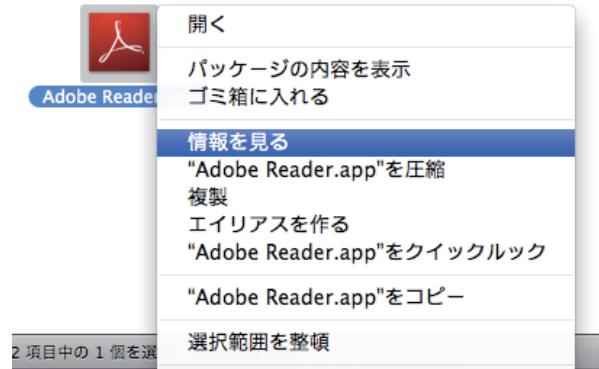 Adobe Reader
開く
パッケージの内容を表示
ゴミ箱に入れる
情報を見る
“Adobe Reader.app”を圧縮
複製
エイリアスを作る
“Adobe Reader.app”をクイックルック
“Adobe Reader.app”をコピー
選択範囲を整頓
2 項目中の 1 個を選